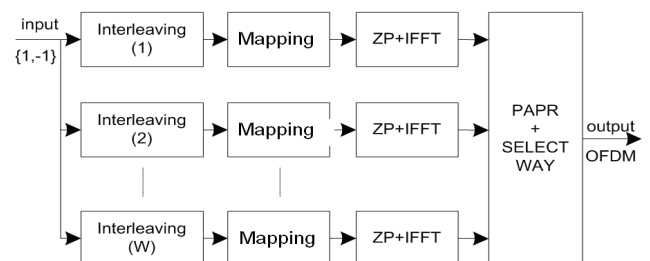 input
{1,-1}
Interleaving
(1)
Mapping
ZP+IFFT
Interleaving
(2)
Mapping
ZP+IFFT
Interleaving
(W)
Mapping
ZP+IFFT
PAPR
+
SELECT
WAY
output
OFDM